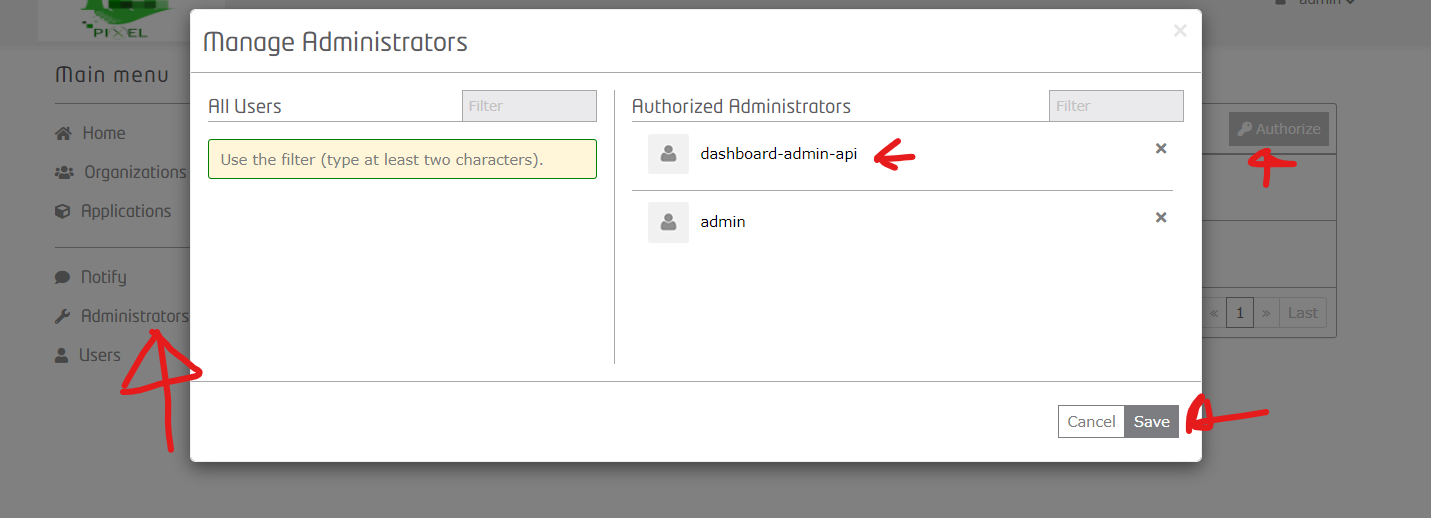 PIXEL
admin
Manage Administrators
×
Main menu
All Users
Filter
Authorized Administrators
Filter
Home
Use the filter (type at least two characters).
dashboard-admin-api
×
Authorize
Organizations
Applications
admin
×
Notify
Administrators
« 1 » Last
Users
Cancel
Save